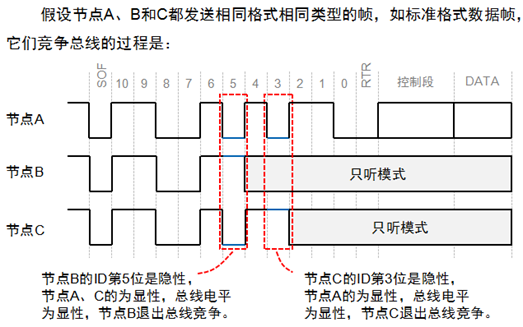 假设节点A、B和C都发送相同格式相同类型的帧，如标准格式数据帧，
它们竞争总线的过程是：
SOF 10 9 8 7 6 5 4 3 2 1 0 RTR 控制段 DATA
节点A
节点B 只听模式
节点C 只听模式
节点B的ID第5位是隐性，
节点A、C的为显性，总线电平
为显性，节点B退出总线竞争。
节点C的ID第3位是隐性，
节点A的为显性，总线电平
为显性，节点C退出总线竞争。